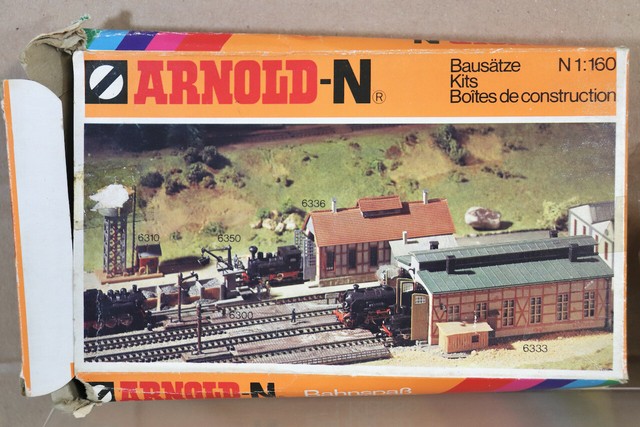 ARNOLD-N®
Bausätze N 1:160
Kits
Boîtes de construction
6336
6310
6350
6300
6333
ARNOLD-N Bahnspaß